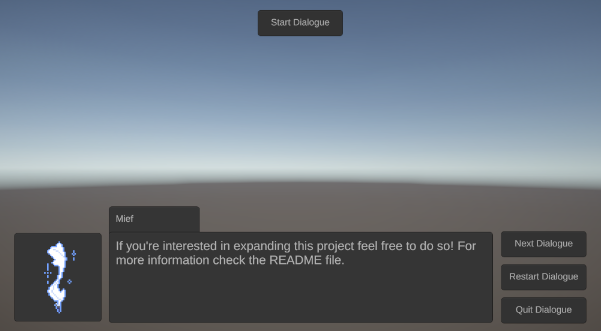 Start Dialogue
Mief
If you're interested in expanding this project feel free to do so! For
more information check the README file.
Next Dialogue
Restart Dialogue
Quit Dialogue